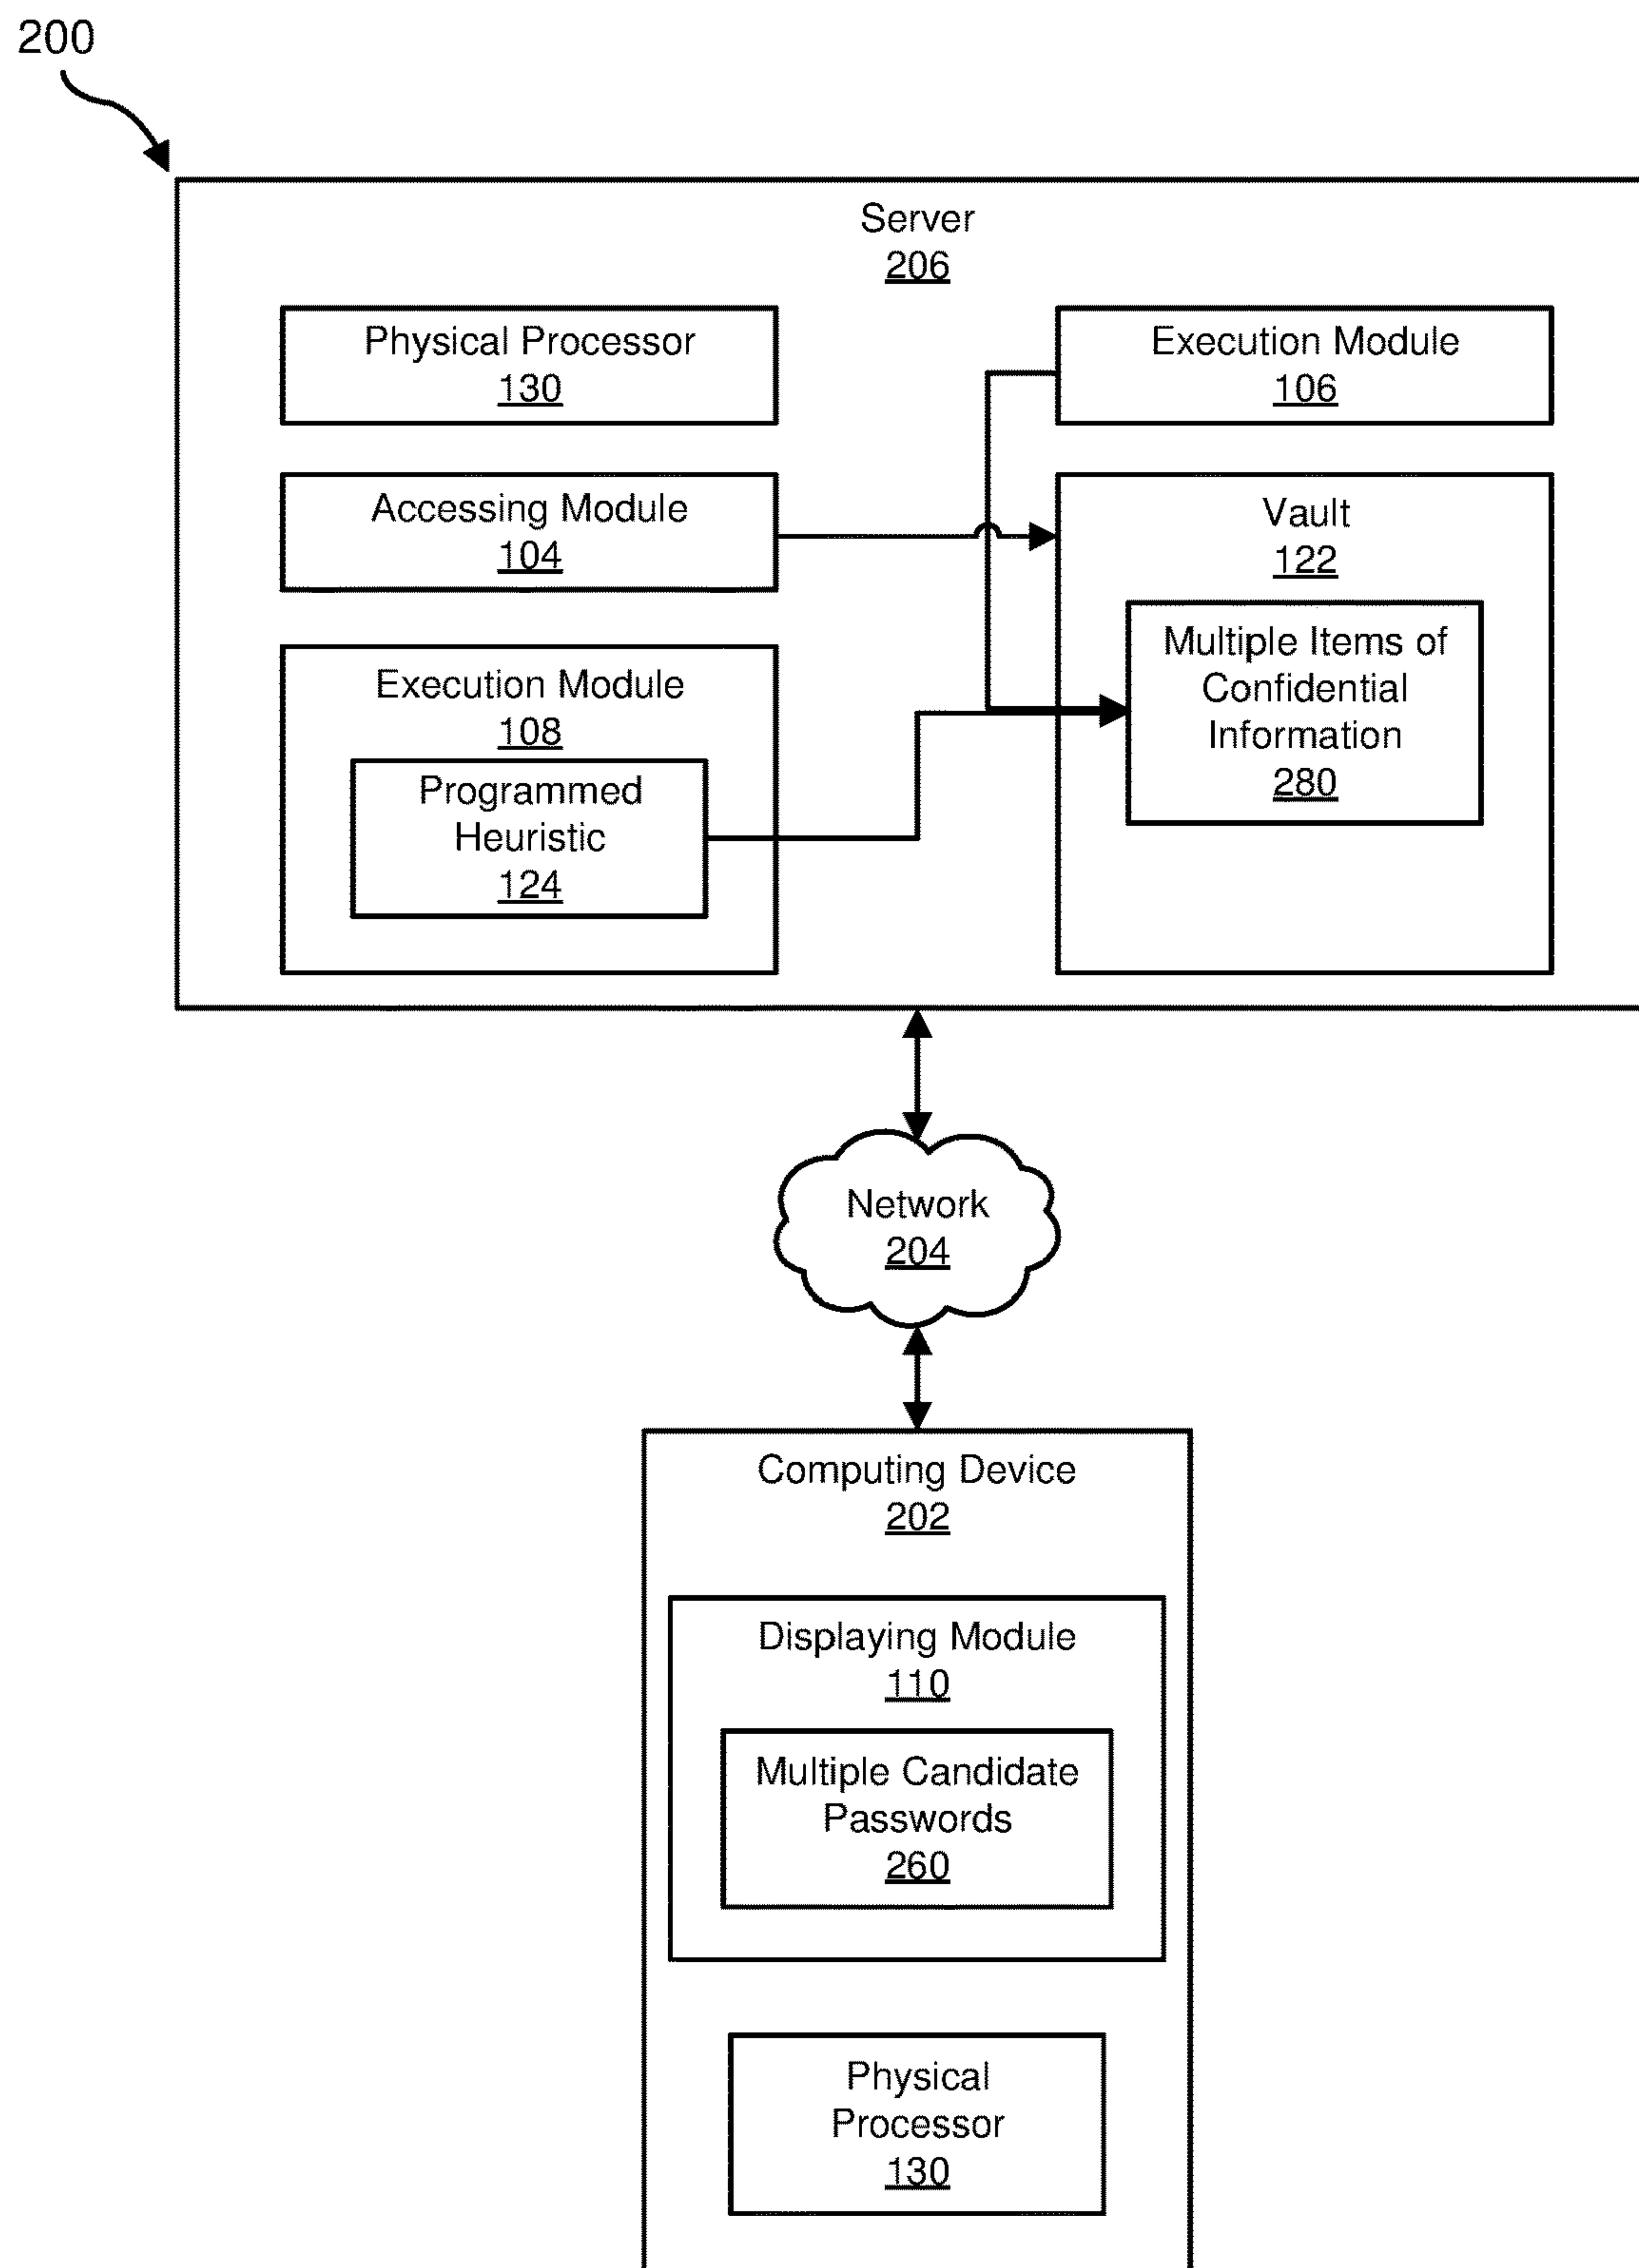 200
Server
206
Physical Processor
130
Execution Module
106
Accessing Module
104
Vault
122
Multiple Items of
Confidential
Information
280
Execution Module
108
Programmed
Heuristic
124
Network
204
Computing Device
202
Displaying Module
110
Multiple Candidate
Passwords
260
Physical
Processor
130